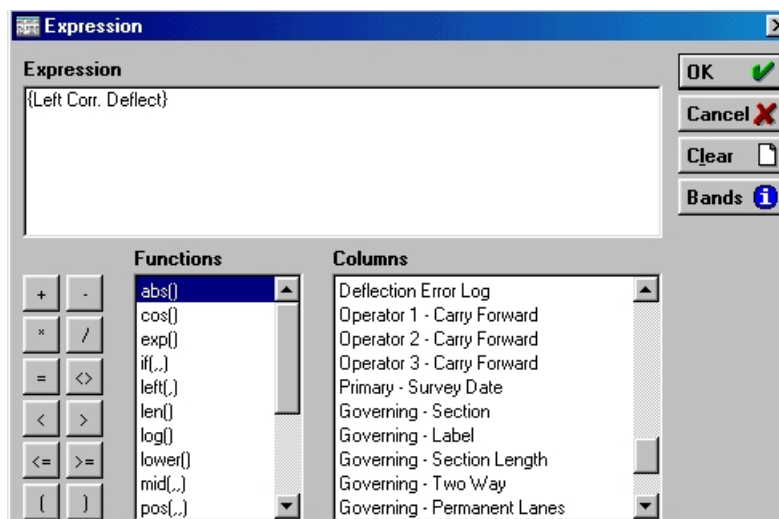 Expression
Expression
{Left Corr. Deflect}
OK
Cancel
Clear
Bands
Functions
abs()
cos()
exp()
if(,,)
left(,)
len()
log()
lower()
mid(,,)
pos(,,)
Columns
Deflection Error Log
Operator 1 - Carry Forward
Operator 2 - Carry Forward
Operator 3 - Carry Forward
Primary - Survey Date
Governing - Section
Governing - Label
Governing - Section Length
Governing - Two Way
Governing - Permanent Lanes
+ -
* /
= <>
< >
<= >=
( )